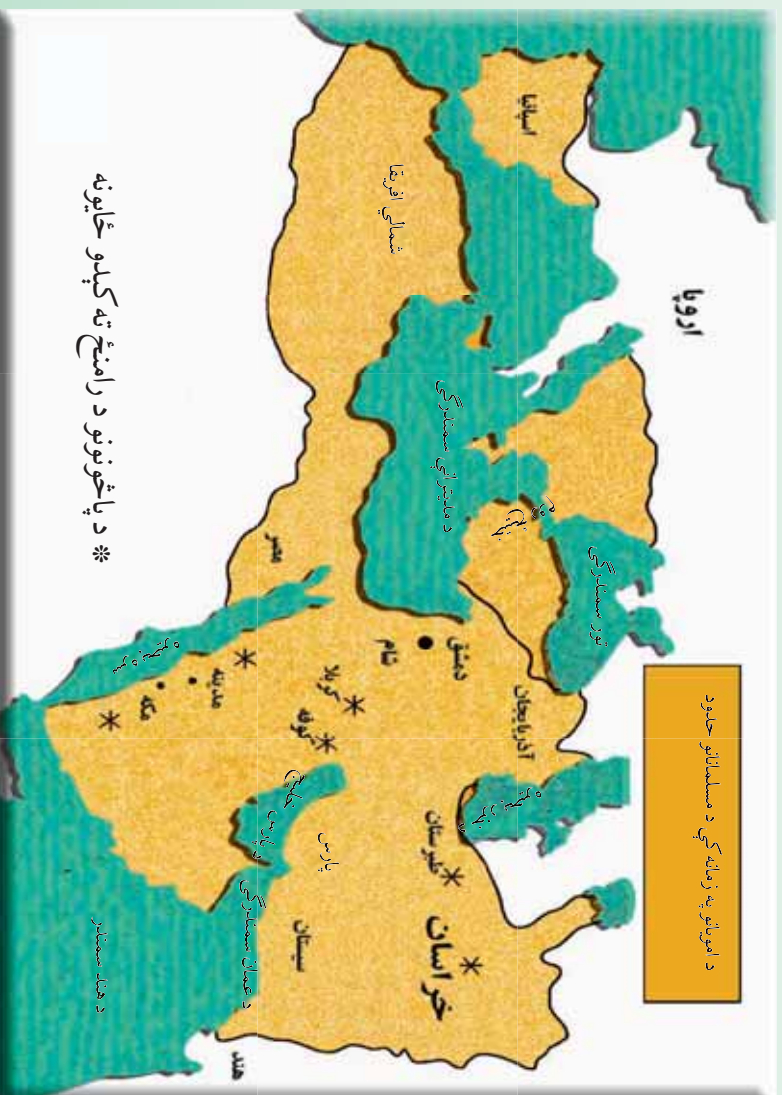 د امویانو په زمانه کې د مسلمانانو حدود
اروپا
اسپانیا
شمالي افریقا
د مدیترانې سمندرګی
تور سمندرګی
مصر
دمشق
شام
آذربایجان
کربلا
کوفه
مدینه
مکه
طبرستان
خراسان
پارس
سیستان
د عمان سمندرګی
د هند سمندر
هند
* د پاڅونونو د رامنځ ته کېدو ځایونه